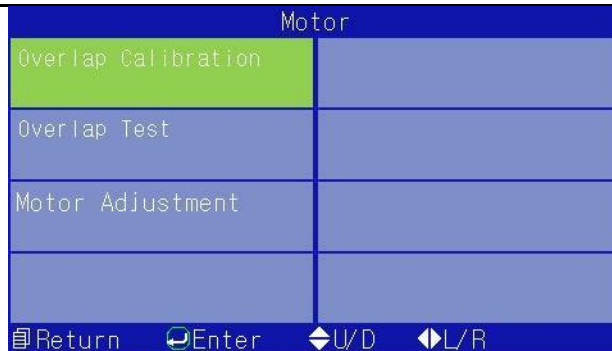 Motor
Overlap Calibration
Overlap Test
Motor Adjustment
Return Enter U/D L/R